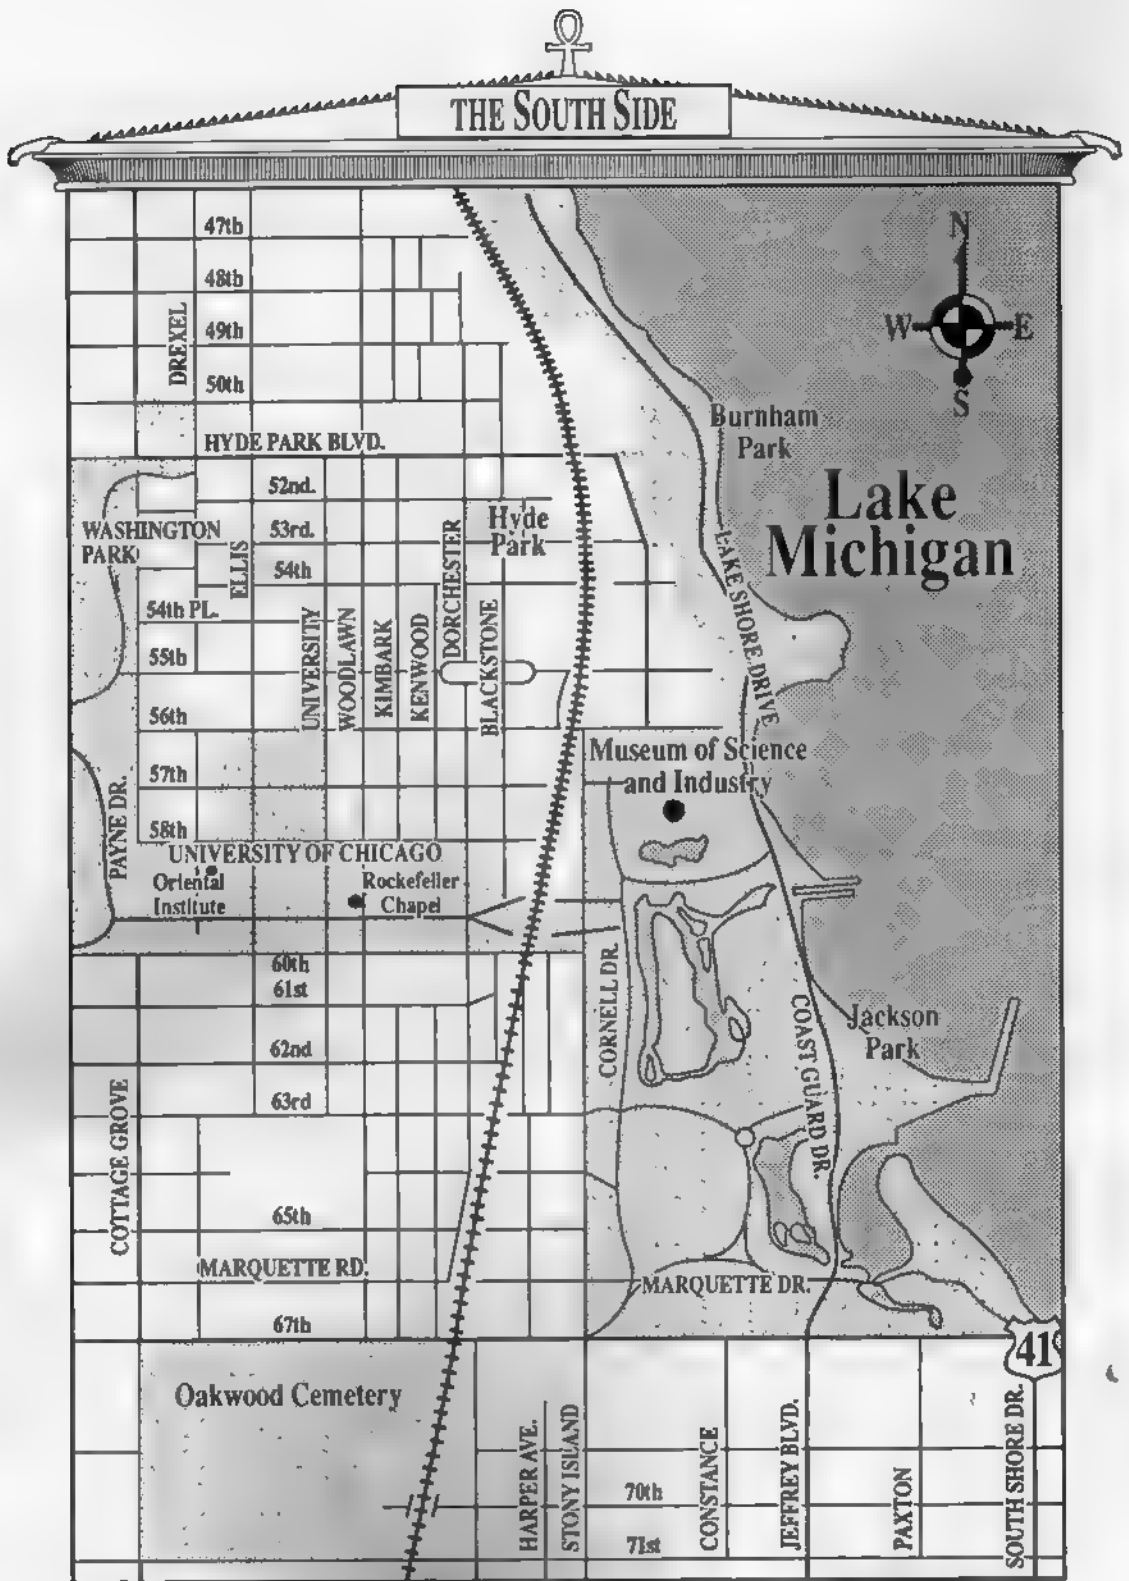 THE SOUTH SIDE
47th
N
48th
W
E
49th
DREXEL
50th
S
Burnham
Park
HYDE PARK BLVD.
Lake
Michigan
52nd.
Hyde
Park
WASHINGTON
PARK
53rd.
ELLIS
54th
DORCHESTER
LAKE SHORE DRIVE
54th PL.
UNIVERSITY
WOODLAWN
KIMBARK
KENWOOD
BLACKSTONE
55th
56th
Museum of Science
and Industry
57th
PAYNE DR.
58th
UNIVERSITY OF CHICAGO
Oriental
Institute
Rockefeller
Chapel
60th
61st
CORNELL DR.
COAST GUARD DR.
Jackson
Park
62nd
63rd
COTTAGE GROVE
65th
MARQUETTE RD.
MARQUETTE DR.
67th
41
Oakwood Cemetery
HARPER AVE.
STONY ISLAND
CONSTANCE
JEFFREY BLVD.
PAXTON
SOUTH SHORE DR.
70th
71st